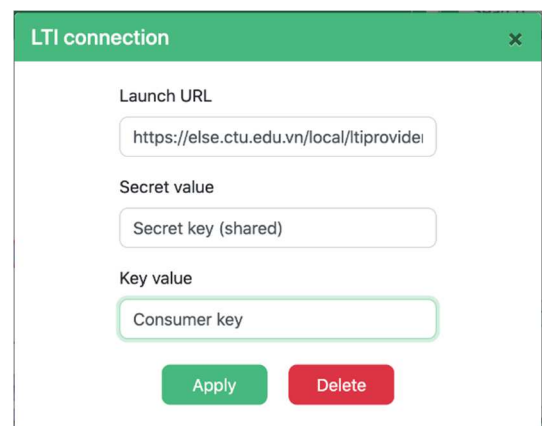 LTI connection
Launch URL
https://else.ctu.edu.vn/local/ltiprovider
Secret value
Secret key (shared)
Key value
Consumer key
Apply Delete